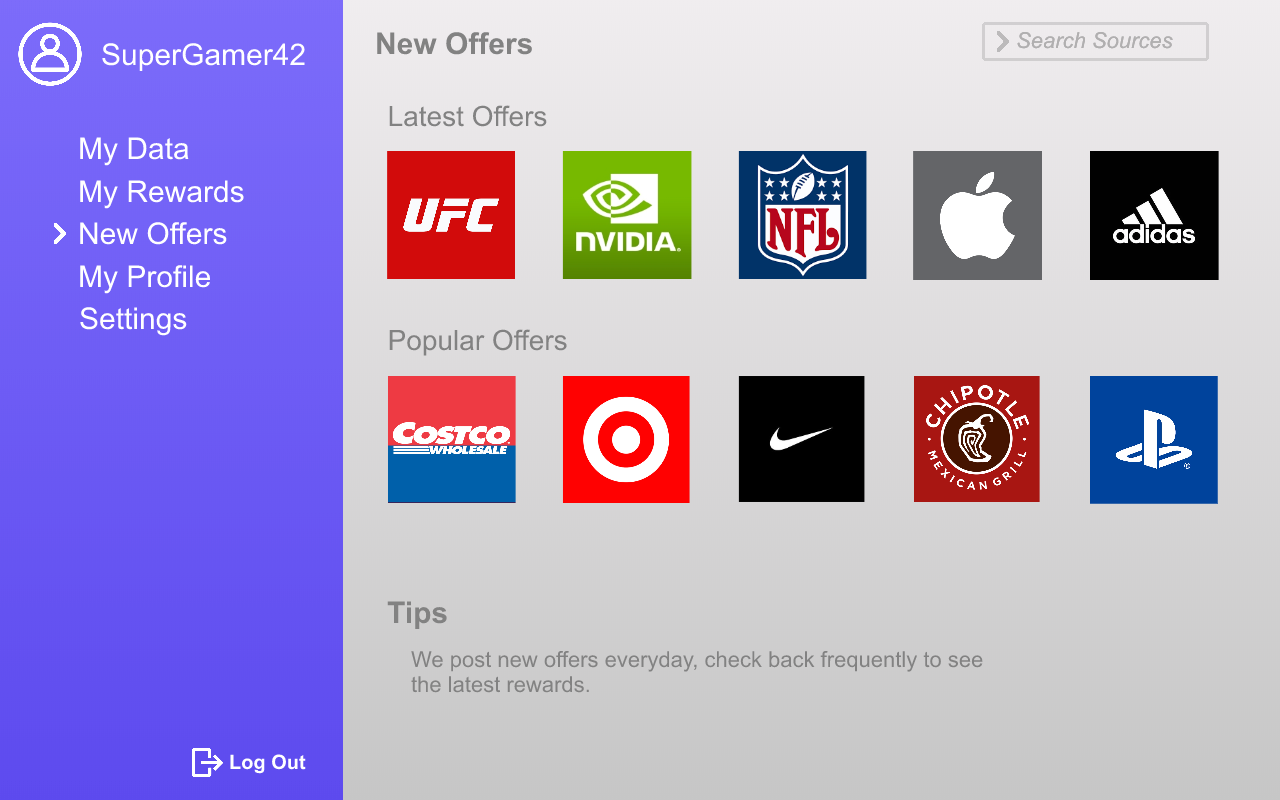 SuperGamer42
My Data
My Rewards
New Offers
My Profile
Settings
Log Out
New Offers
Search Sources
Latest Offers
UFC
NVIDIA.
NFL
adidas
Popular Offers
COSTCO
WHOLESALE
CHIPOTLE
MEXICAN GRILL
Tips
We post new offers everyday, check back frequently to see
the latest rewards.